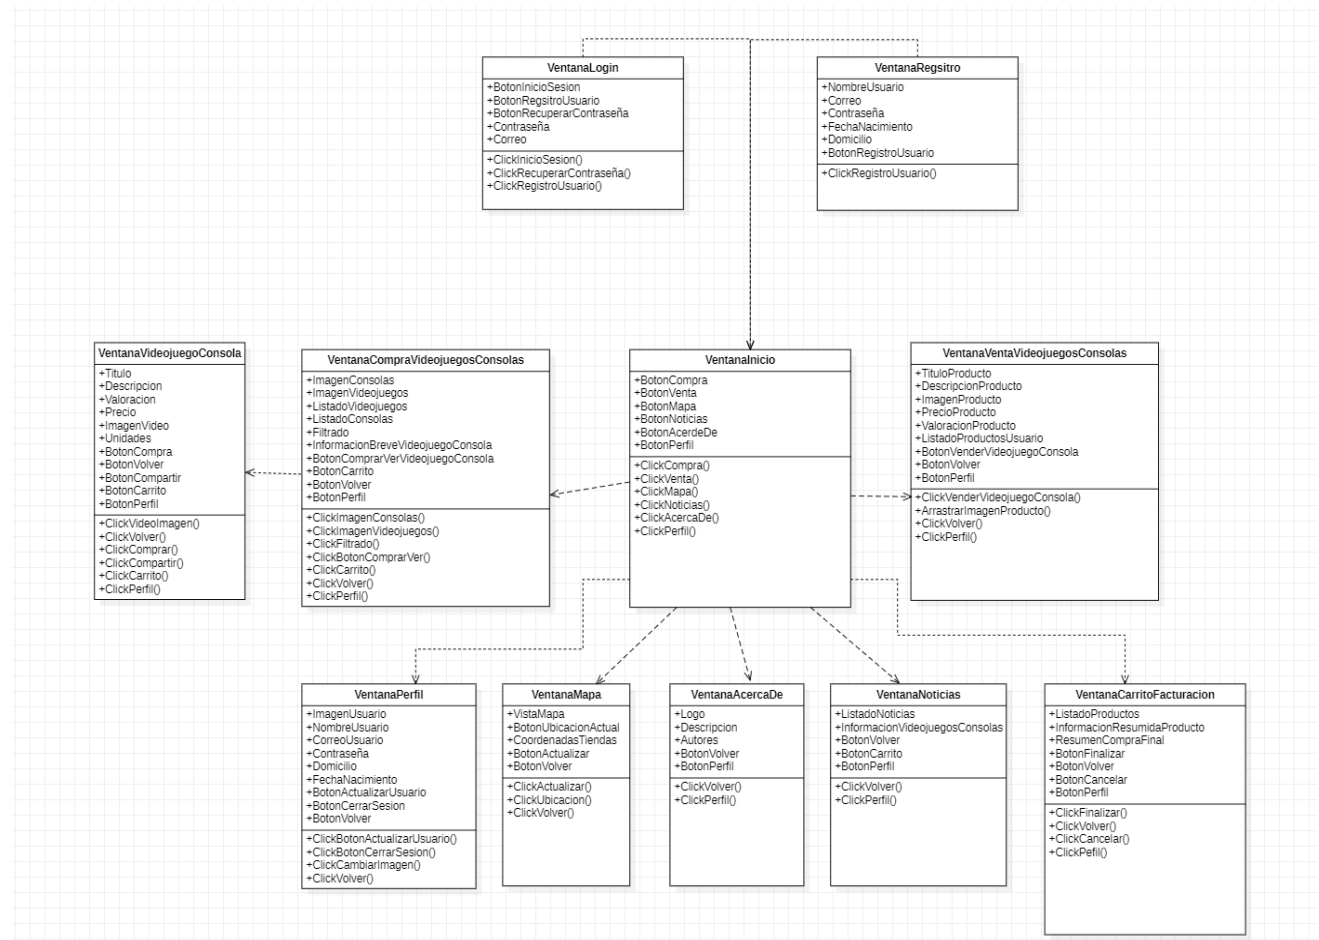 VentanaLogin
+BotonInicioSesion
+BotonRegsitroUsuario
+BotonRecuperarContraseña
+Contraseña
+Correo
+ClickInicioSesion()
+ClickRecuperarContraseña()
+ClickRegistroUsuario()
VentanaRegsitro
+NombreUsuario
+Correo
+Contraseña
+FechaNacimiento
+Domicilio
+BotonRegistroUsuario
+ClickRegistroUsuario()
VentanaVideojuegoConsola
+Titulo
+Descripcion
+Valoracion
+Precio
+ImagenVideo
+Unidades
+BotonCompra
+BotonVolver
+BotonCompartir
+BotonCarrito
+BotonPerfil
+ClickVideoImagen()
+ClickVolver()
+ClickComprar()
+ClickCompartir()
+ClickCarrito()
+ClickPerfil()
VentanaCompraVideojuegosConsolas
+ImagenConsolas
+ImagenVideojuegos
+ListadoVideojuegos
+ListadoConsolas
+Filtrado
+InformacionBreveVideojuegoConsola
+BotonComprarVerVideojuegoConsola
+BotonCarrito
+BotonVolver
+BotonPerfil
+ClickImagenConsolas()
+ClickImagenVideojuegos()
+ClickFiltrado()
+ClickBotonComprarVer()
+ClickCarrito()
+ClickVolver()
+ClickPerfil()
VentanaInicio
+BotonCompra
+BotonVenta
+BotonMapa
+BotonNoticias
+BotonAcerdeDe
+BotonPerfil
+ClickCompra()
+ClickVenta()
+ClickMapa()
+ClickNoticias()
+ClickAcercaDe()
+ClickPerfil()
VentanaVentaVideojuegosConsolas
+TituloProducto
+DescripcionProducto
+ImagenProducto
+PrecioProducto
+ValoracionProducto
+ListadoProductosUsuario
+BotonVenderVideojuegoConsola
+BotonVolver
+BotonPerfil
+ClickVenderVideojuegoConsola()
+ArrastrarImagenProducto()
+ClickVolver()
+ClickPerfil()
VentanaPerfil
+ImagenUsuario
+NombreUsuario
+CorreoUsuario
+Contraseña
+Domicilio
+FechaNacimiento
+BotonActualizarUsuario
+BotonCerrarSesion
+BotonVolver
+ClickBotonActualizarUsuario()
+ClickBotonCerrarSesion()
+ClickCambiarImagen()
+ClickVolver()
VentanaMapa
+VistaMapa
+BotonUbicacionActual
+CoordenadasTiendas
+BotonActualizar
+BotonVolver
+ClickActualizar()
+ClickUbicacion()
+ClickVolver()
VentanaAcercaDe
+Logo
+Descripcion
+Autores
+BotonVolver
+BotonPerfil
+ClickVolver()
+ClickPerfil()
VentanaNoticias
+ListadoNoticias
+InformacionVideojuegosConsolas
+BotonVolver
+BotonCarrito
+BotonPerfil
+ClickVolver()
+ClickPerfil()
VentanaCarritoFacturacion
+ListadoProductos
+InformacionResumidaProducto
+ResumenCompraFinal
+BotonFinalizar
+BotonVolver
+BotonCancelar
+BotonPerfil
+ClickFinalizar()
+ClickVolver()
+ClickCancelar()
+ClickPefil()